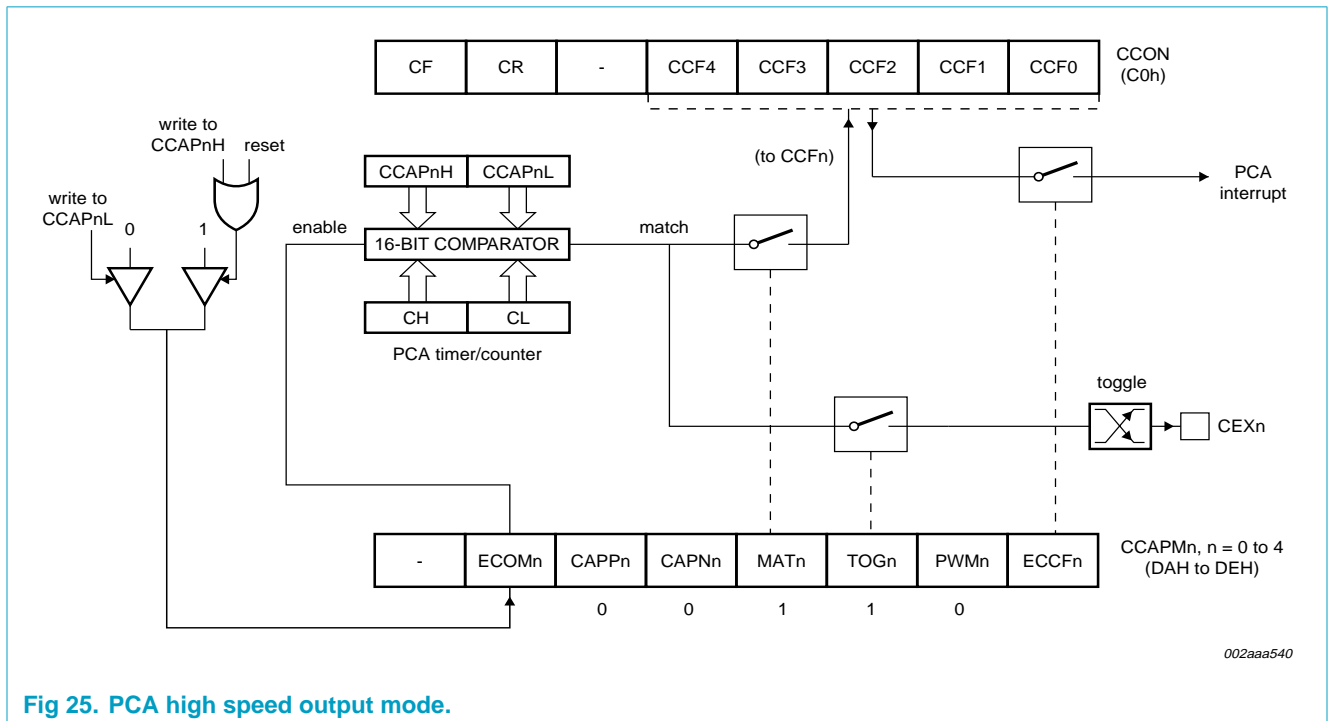 CF CR - CCF4 CCF3 CCF2 CCF1 CCF0
CCON
(C0h)
write to
CCAPnH
reset
(to CCFn)
PCA
interrupt
CCAPnH CCAPnL
write to
CCAPnL
0 1
enable
16-BIT COMPARATOR
match
CH CL
PCA timer/counter
toggle
CEXn
- ECOMn CAPPn CAPNn MATn TOGn PWMn ECCFn
CCAPMn, n = 0 to 4
(DAH to DEH)
0 0 1 1 0
002aaa540
Fig 25. PCA high speed output mode.